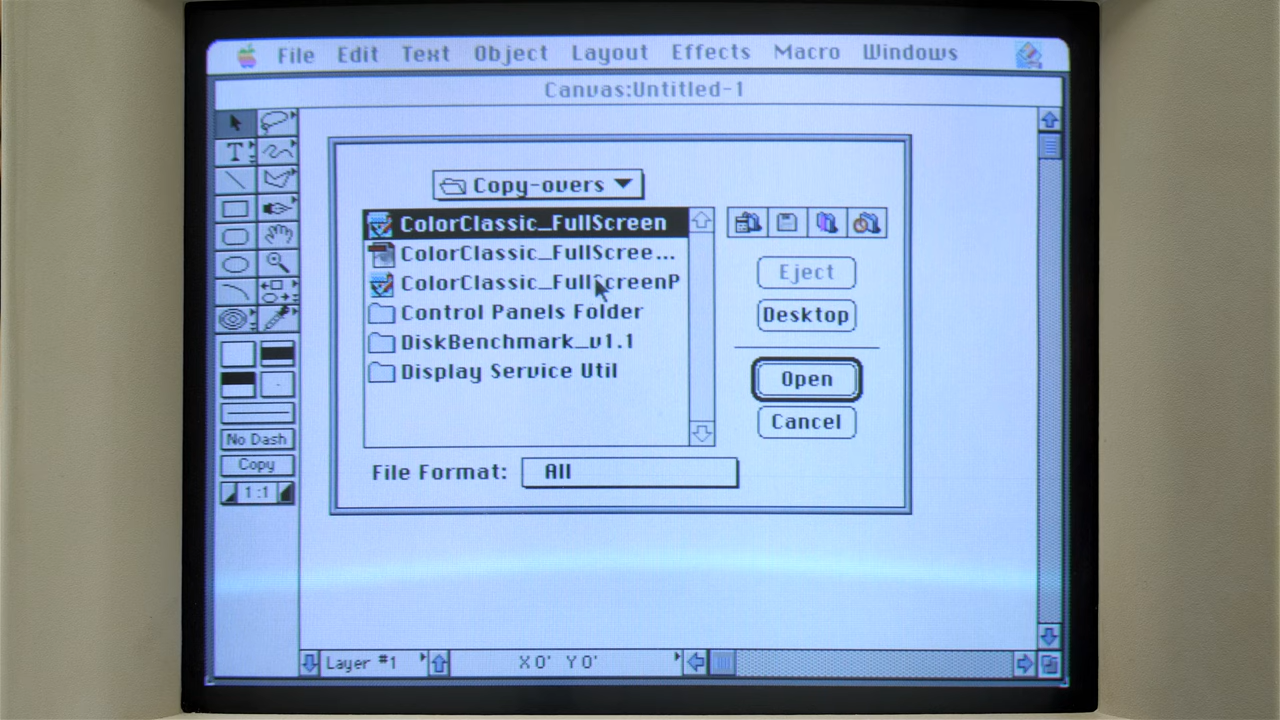 File Edit Text Object Layout Effects Macro Windows
Canvas:Untitled-1
Copy-overs
ColorClassic_FullScreen
ColorClassic_FullScree...
ColorClassic_FullScreenP
Control Panels Folder
DiskBenchmark_v1.1
Display Service Util
Eject
Desktop
Open
Cancel
File Format: All
T
No Dash
Copy
1:1
Layer #1 X 0' Y 0'